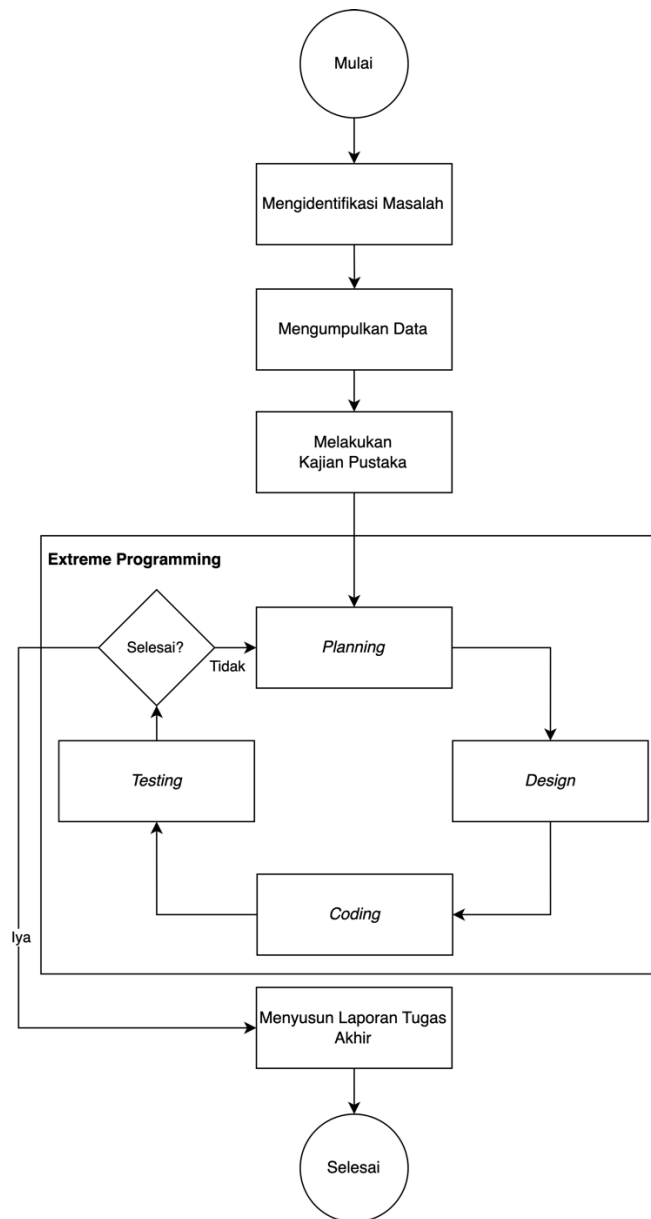 Mulai
Mengidentifikasi Masalah
Mengumpulkan Data
Melakukan
Kajian Pustaka
Extreme Programming
Selesai?
Tidak
Planning
Testing
Design
Coding
Iya
Menyusun Laporan Tugas
Akhir
Selesai